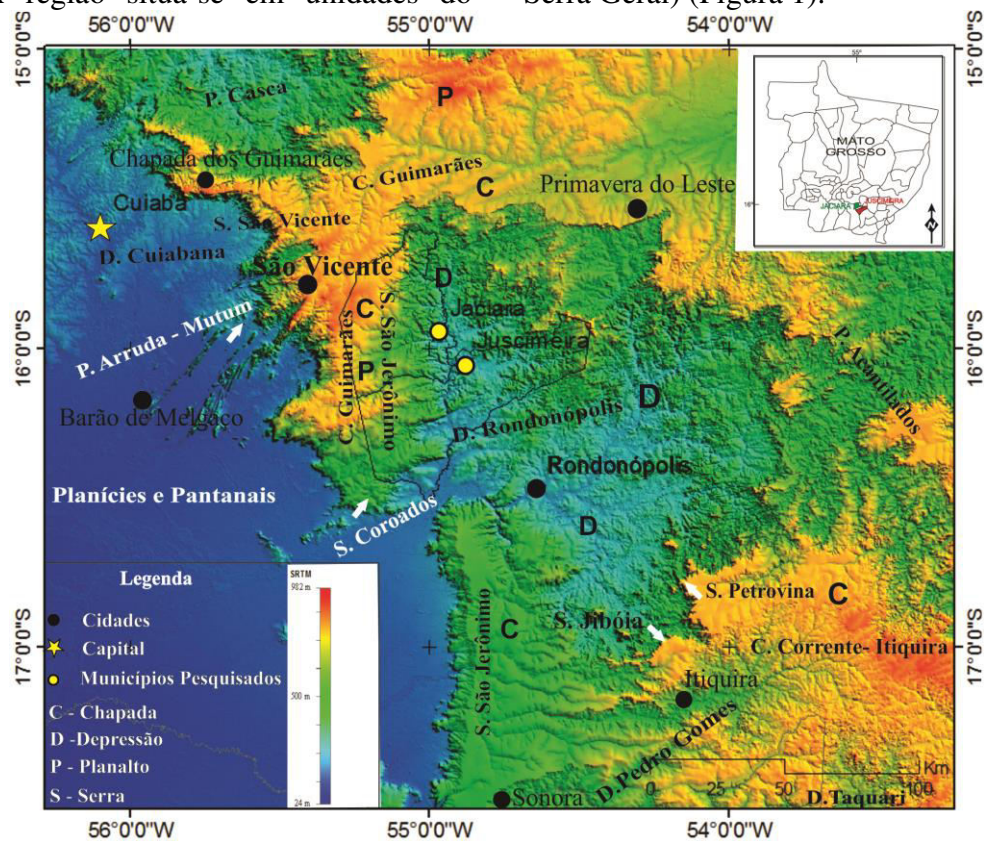 região situa-se em unidades do Serra Geral) (Figura 1).
56°0'0"W 55°0'0"W 54°0'0"W
15°0'0"S 15°0'0"S
P. Casca
P
55°
MATO
GROSSO
16°
JACIARA JUSCIMEIRA
N
Chapada dos Guimarães
C. Guimarães
C
Primavera do Leste
Cuiabá
S. São Vicente
D. Cuiabana
São Vicente
D
C
Jaciara
P. Arruda - Mutum
S. São Jerônimo
Juscimeira
16°0'0"S 16°0'0"S
P. Acantilados
C. Guimarães
P
D
Barão de Melgaço
D. Rondonópolis
Rondonópolis
Planícies e Pantanais
S. Coroados
D
Legenda
Cidades
Capital
Municípios Pesquisados
C - Chapada
D -Depressão
P - Planalto
S - Serra
SRTM
982 m
500 m
24 m
S. Petrovina
C
S. Jibóia
C
S. São Jerônimo
C. Corrente- Itiquira
17°0'0"S 17°0'0"S
Itiquira
D.Pedro Gomes
Km
0 50 100
D.Taquari
Sonora
56°0'0"W 55°0'0"W 54°0'0"W